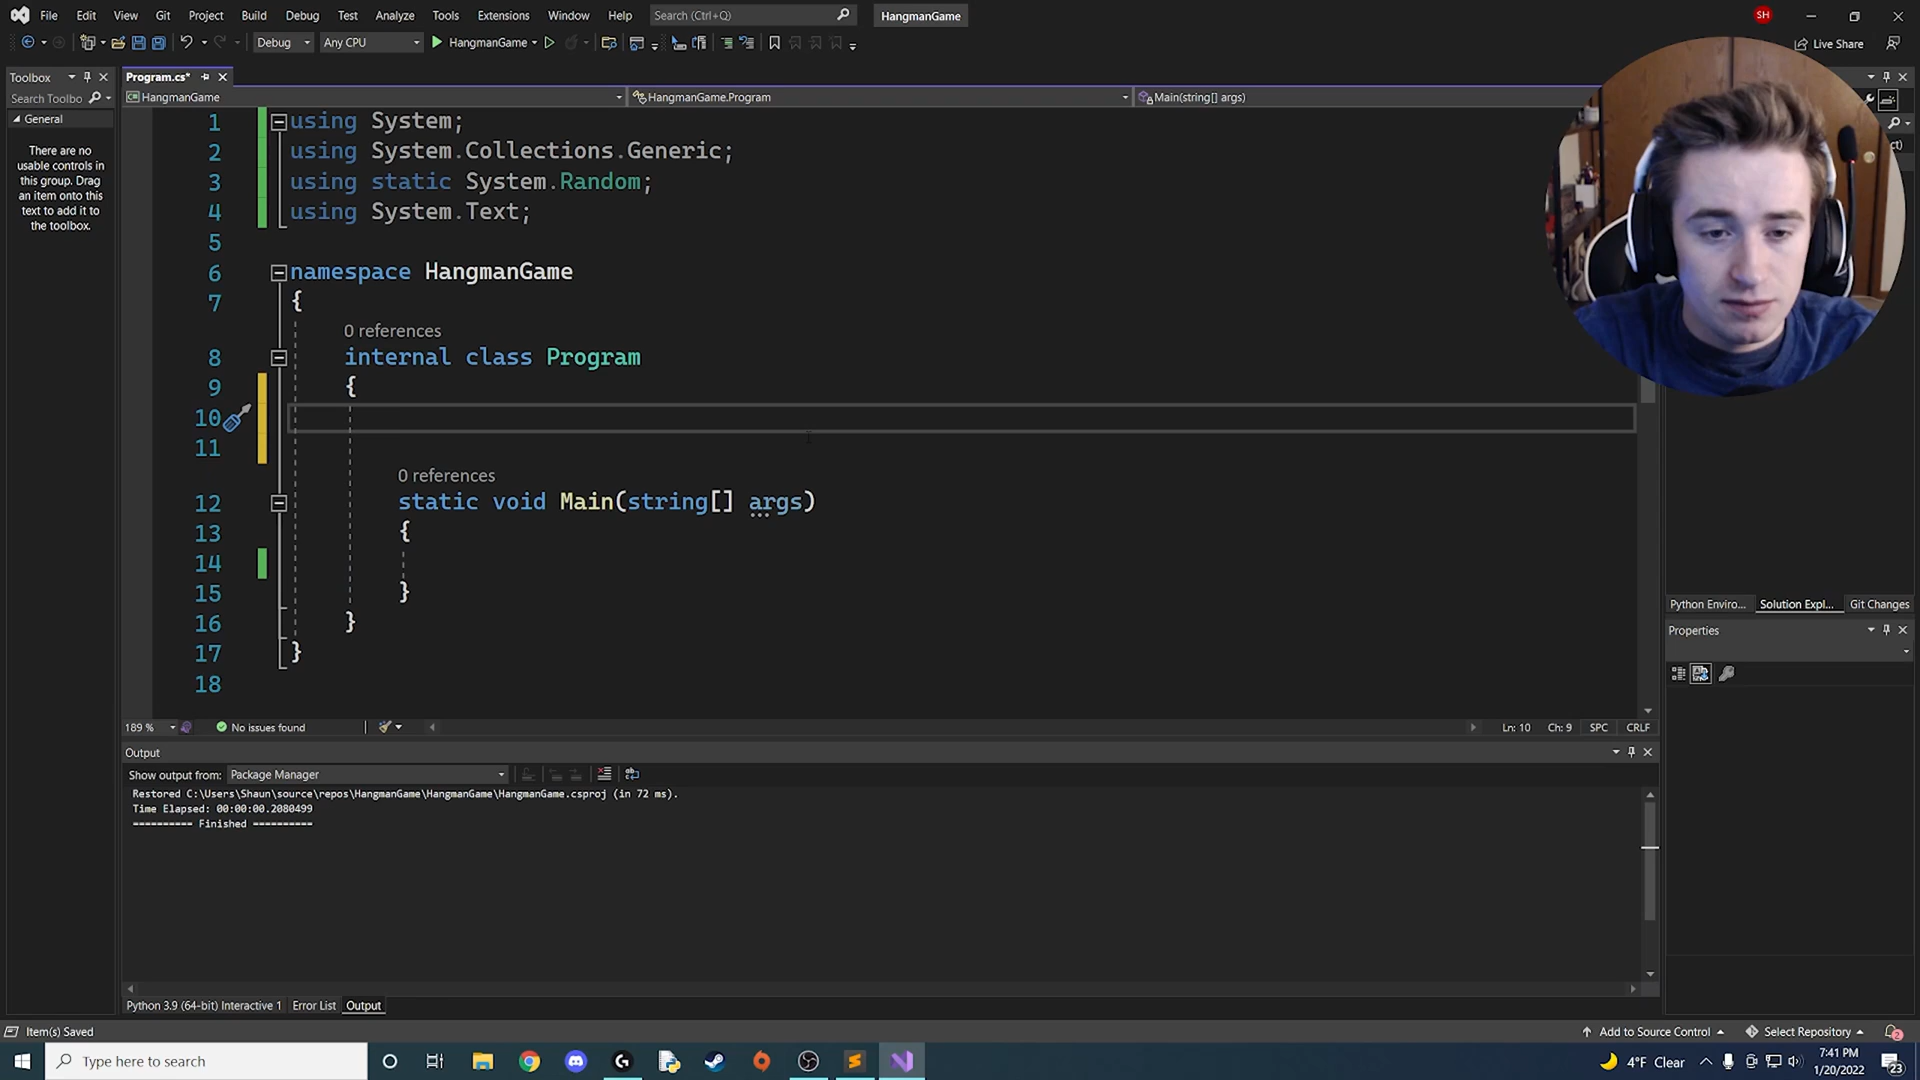 File Edit View Git Project Build Debug Test Analyze Tools Extensions Window Help Search (Ctrl+Q) HangmanGame SH
Debug Any CPU HangmanGame Live Share
Toolbox
Program.cs*
Search Toolbo
HangmanGame HangmanGame.Program Main(string[] args)
General
There are no
usable controls in
this group. Drag
an item onto this
text to add it to
the toolbox.
1 using System;
2 using System.Collections.Generic;
3 using static System.Random;
4 using System.Text;
5
6 namespace HangmanGame
7 {
0 references
8 internal class Program
9 {
10
11
0 references
12 static void Main(string[] args)
13 {
14
15 }
16 }
17 }
18
ct)
Python Enviro... Solution Expl... Git Changes
Properties
189 % No issues found Ln: 10 Ch: 9 SPC CRLF
Output
Show output from: Package Manager
Restored C:\Users\Shaun\source\repos\HangmanGame\HangmanGame\HangmanGame.csproj (in 72 ms).
Time Elapsed: 00:00:00.2080499
========== Finished ==========
Python 3.9 (64-bit) Interactive 1 Error List Output
Item(s) Saved Add to Source Control Select Repository 2
Type here to search 4°F Clear 7:41 PM
1/20/2022 23